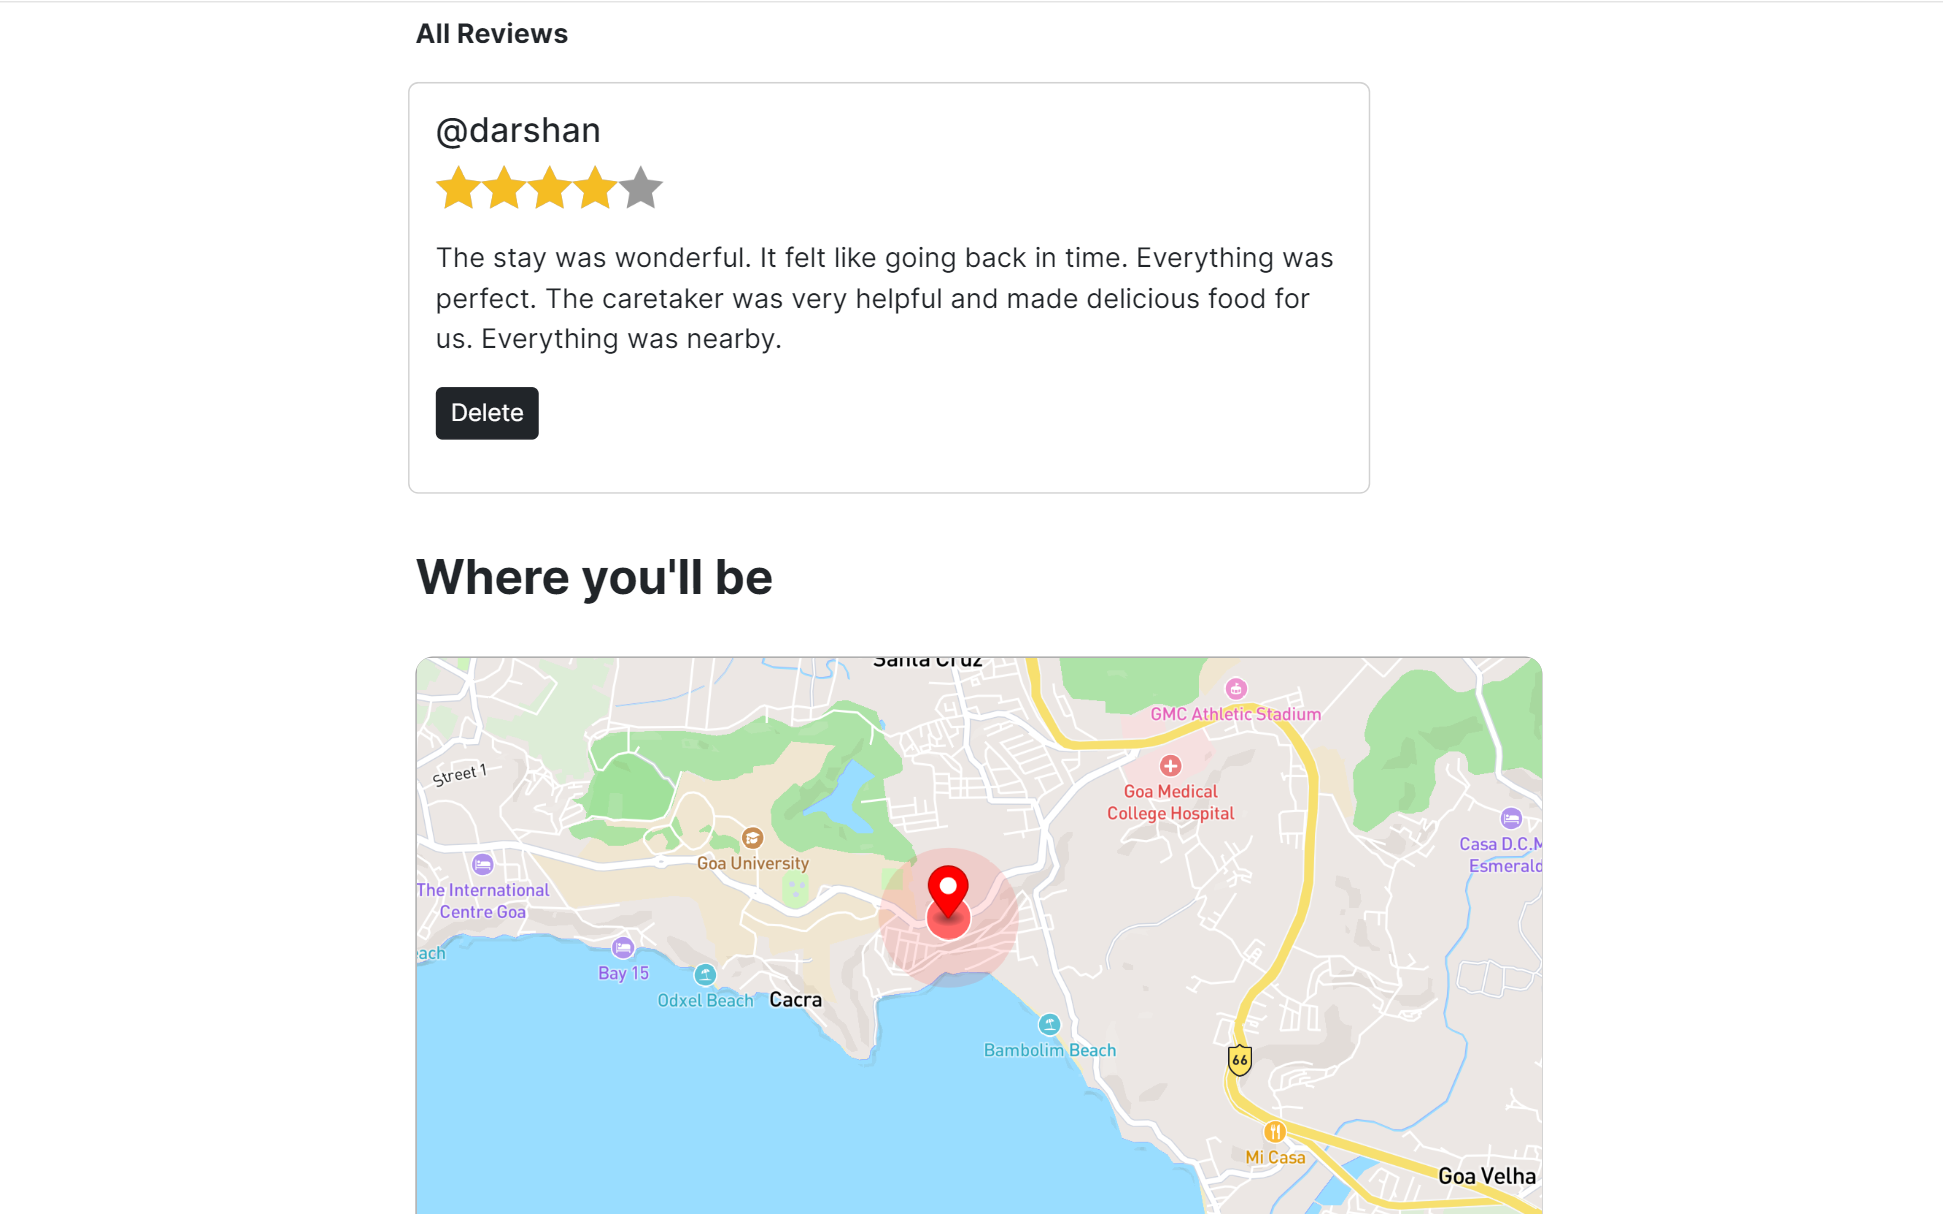 All Reviews
@darshan
The stay was wonderful. It felt like going back in time. Everything was
perfect. The caretaker was very helpful and made delicious food for
us. Everything was nearby.
Delete
Where you'll be
Santa Cruz
GMC Athletic Stadium
Street 1
Goa Medical
College Hospital
Casa D.C.M
Esmerald
Goa University
The International
Centre Goa
ach
Bay 15
Odxel Beach
Cacra
Bambolim Beach
66
Mi Casa
Goa Velha